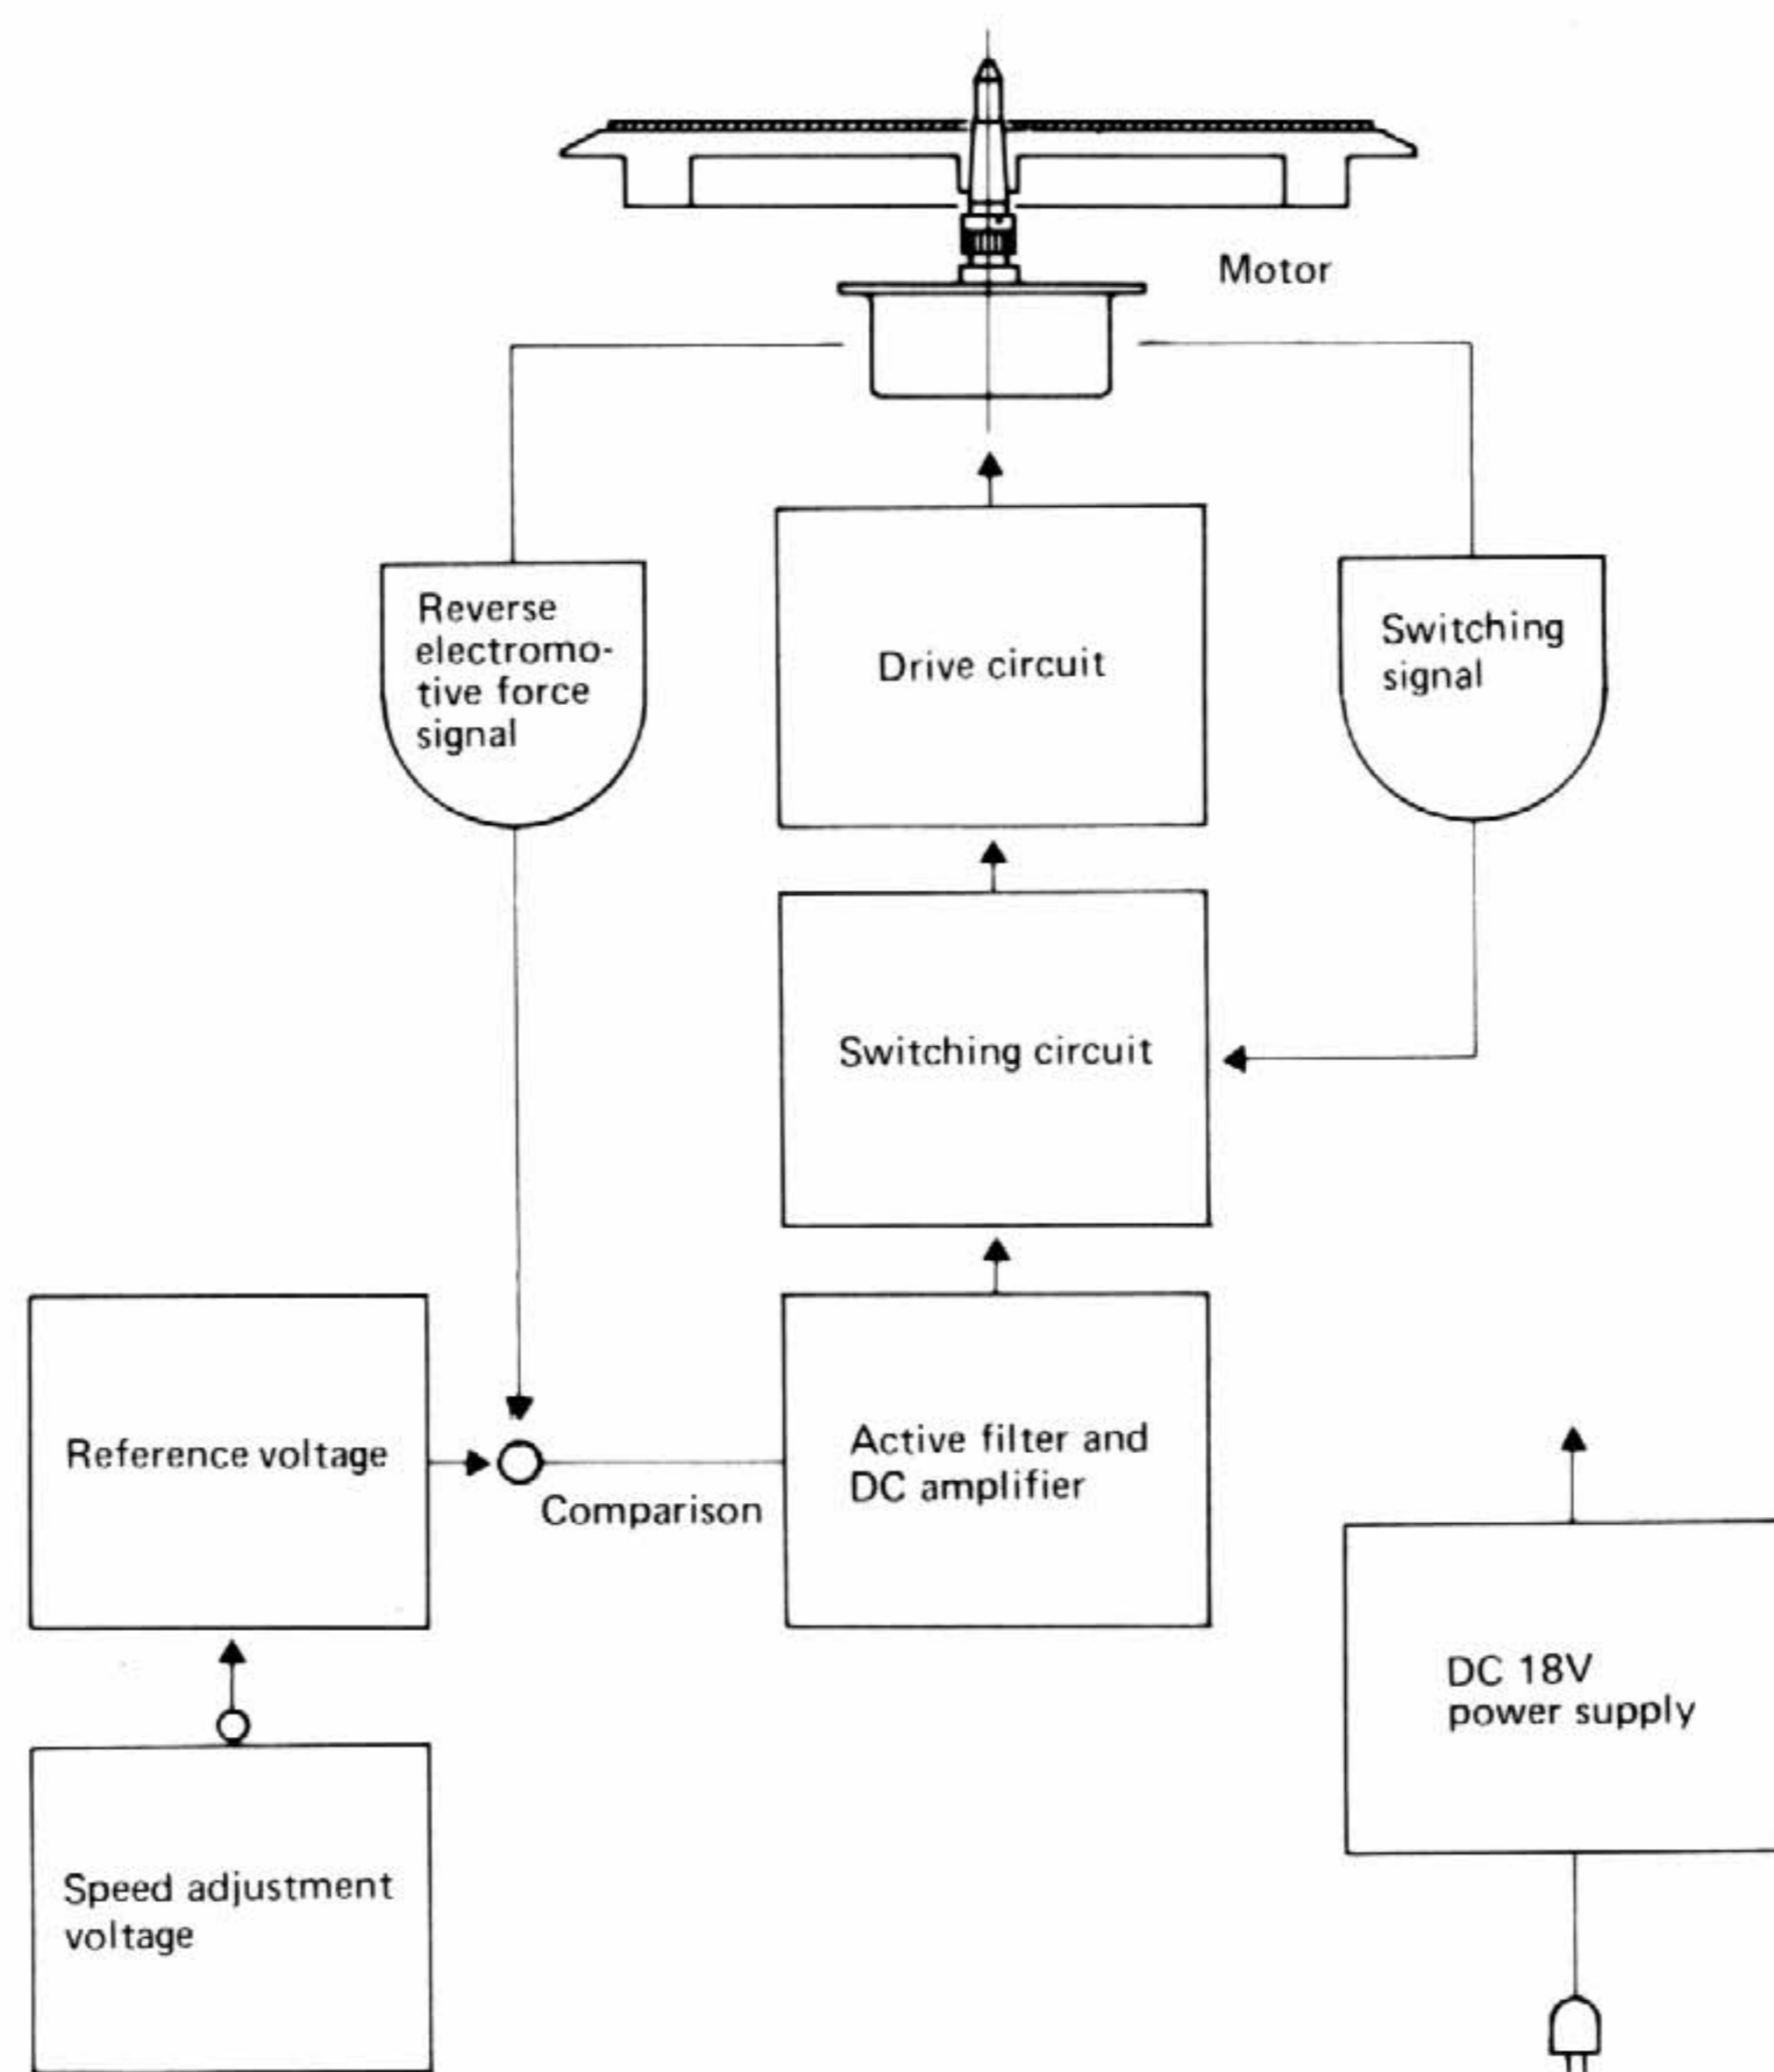 Motor
Reverse
electromo-
tive force
signal
Drive circuit
Switching
signal
Switching circuit
Reference voltage
Comparison
Active filter and
DC amplifier
DC 18V
power supply
Speed adjustment
voltage